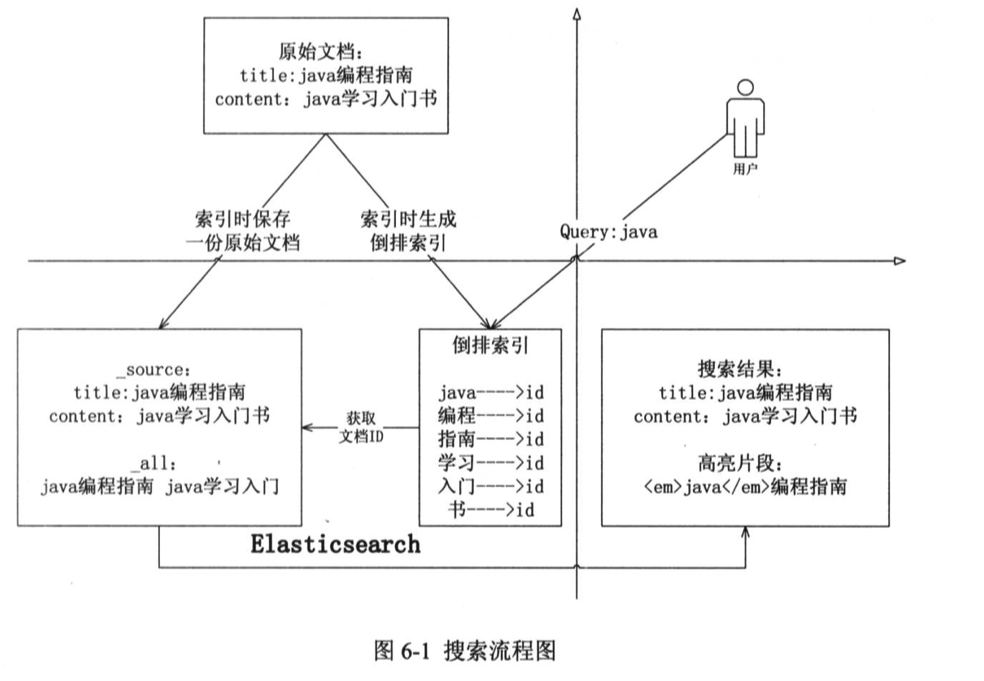 原始文档：
title:java编程指南
content：java学习入门书
用户
索引时保存
一份原始文档
索引时生成
倒排索引
Query:java
_source：
title:java编程指南
content：java学习入门书
_all：
java编程指南 java学习入门
获取
文档ID
倒排索引
java---->id
编程---->id
指南---->id
学习---->id
入门---->id
书---->id
搜索结果：
title:java编程指南
content：java学习入门书
高亮片段：
<em>java</em>编程指南
Elasticsearch
图 6-1 搜索流程图